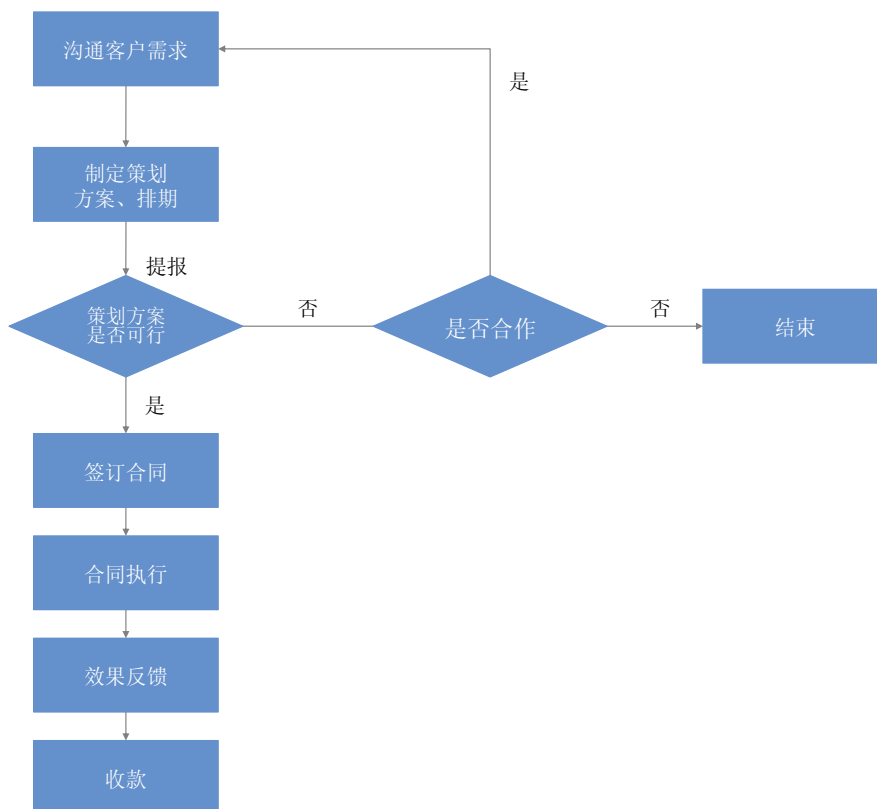 沟通客户需求
是
制定策划
方案、排期
提报
策划方案
是否可行
否
是否合作
否
结束
是
签订合同
合同执行
效果反馈
收款